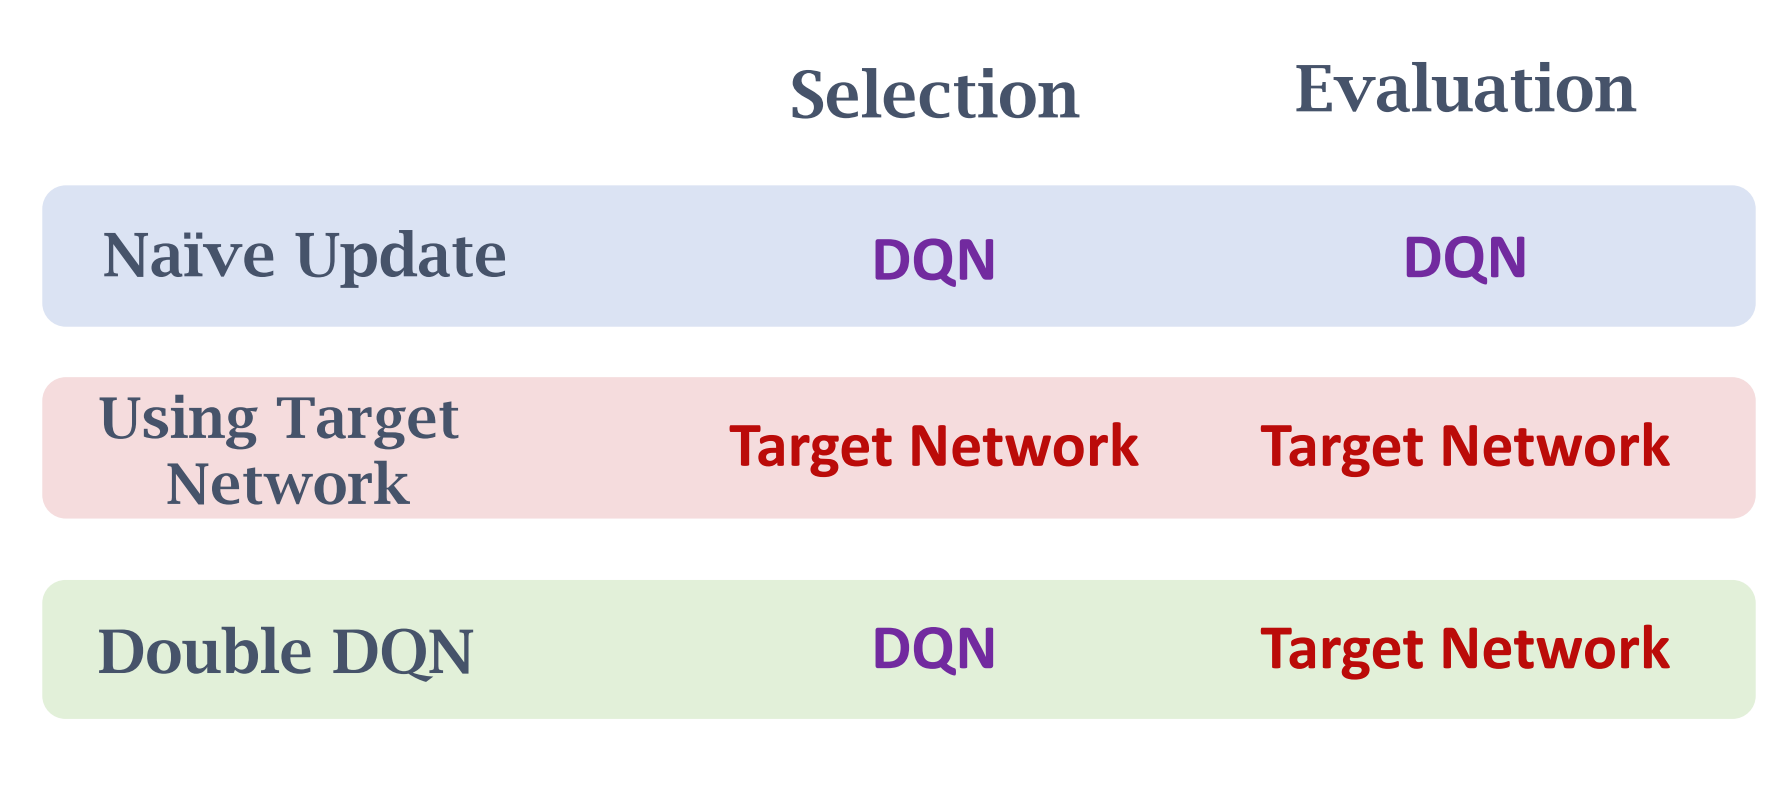 Selection Evaluation
Naïve Update DQN DQN
Using Target
Network
Target Network Target Network
Double DQN DQN Target Network